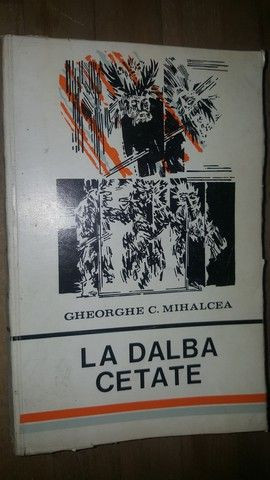 GHEORGHE C. MIHALCEA
LA DALBA
CETATE